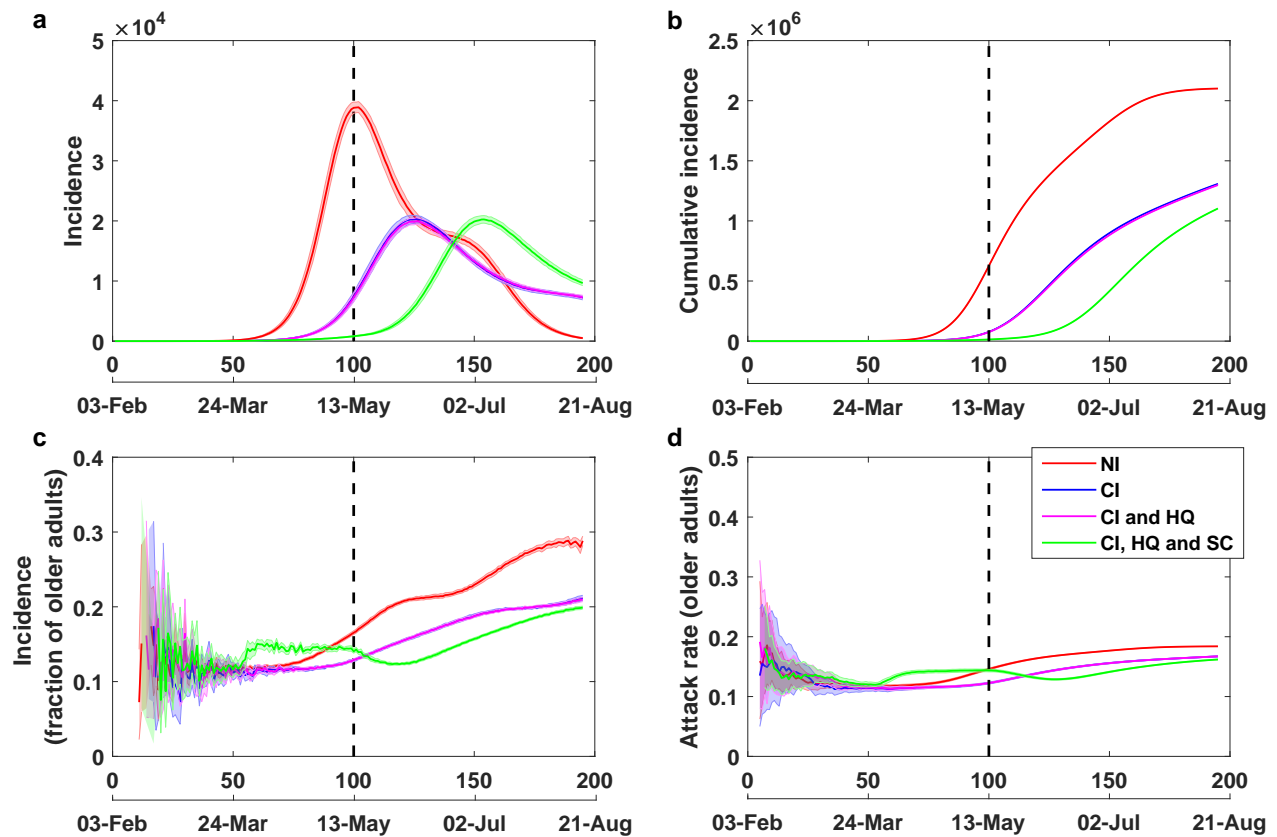 a
×10⁴
5
4
3
2
1
0
Incidence
0 50 100 150 200
03-Feb 24-Mar 13-May 02-Jul 21-Aug
b
×10⁶
2.5
2
1.5
1
0.5
0
Cumulative incidence
0 50 100 150 200
03-Feb 24-Mar 13-May 02-Jul 21-Aug
c
0.4
0.3
0.2
0.1
0
Incidence
(fraction of older adults)
0 50 100 150 200
03-Feb 24-Mar 13-May 02-Jul 21-Aug
d
0.5
0.4
0.3
0.2
0.1
0
Attack rate (older adults)
NI
CI
CI and HQ
CI, HQ and SC
0 50 100 150 200
03-Feb 24-Mar 13-May 02-Jul 21-Aug